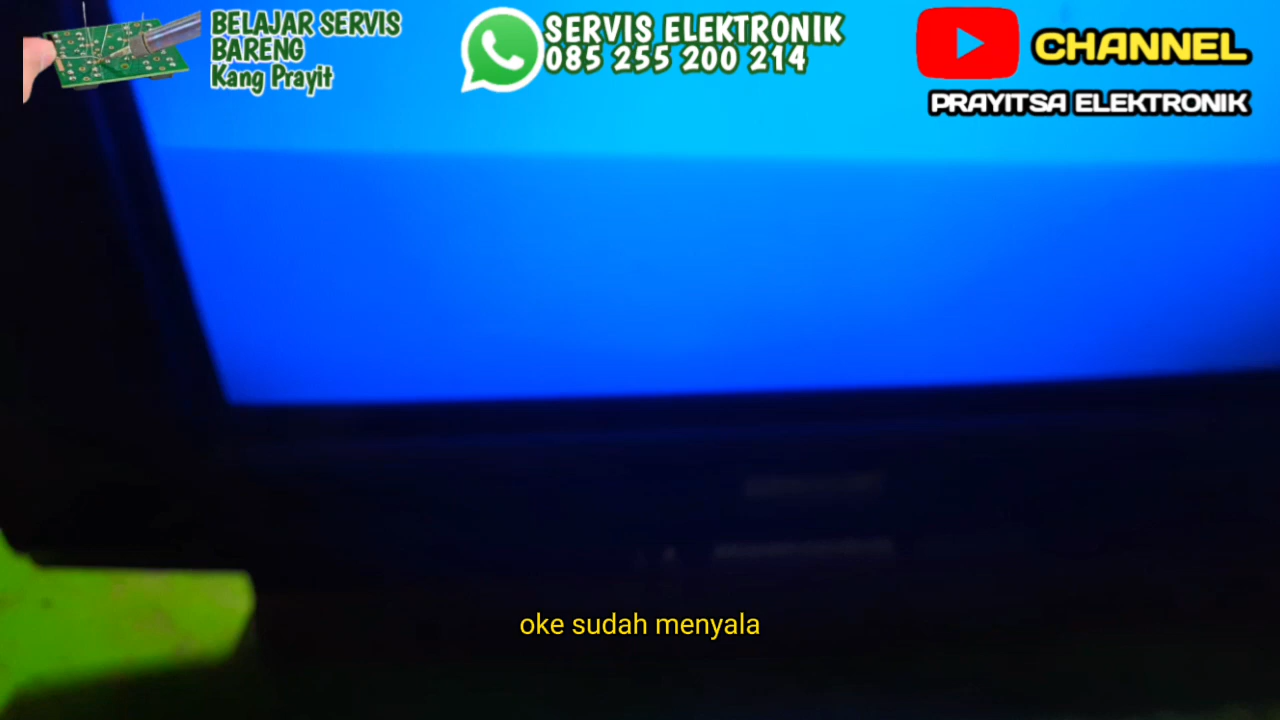 BELAJAR SERVIS
BARENG
Kang Prayit
SERVIS ELEKTRONIK
085 255 200 214
CHANNEL
PRAYITSA ELEKTRONIK
oke sudah menyala